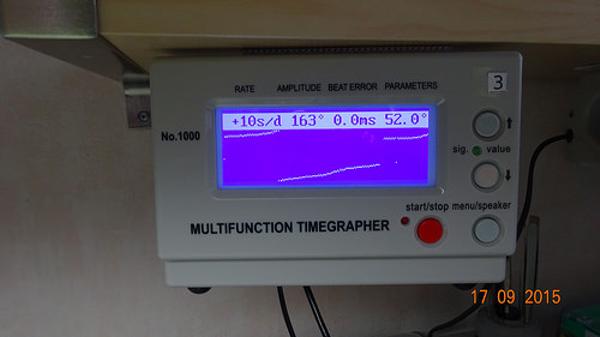 3
RATE AMPLITUDE BEAT ERROR PARAMETERS
+10s/d 163° 0.0ms 52.0°
No.1000
sig. value
start/stop menu/speaker
MULTIFUNCTION TIMEGRAPHER
17 09 2015